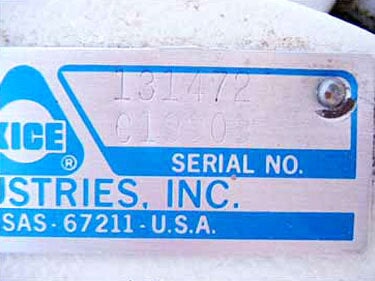 131472
KICE
®
SERIAL NO.
USTRIES, INC.
SAS - 67211 - U.S.A.